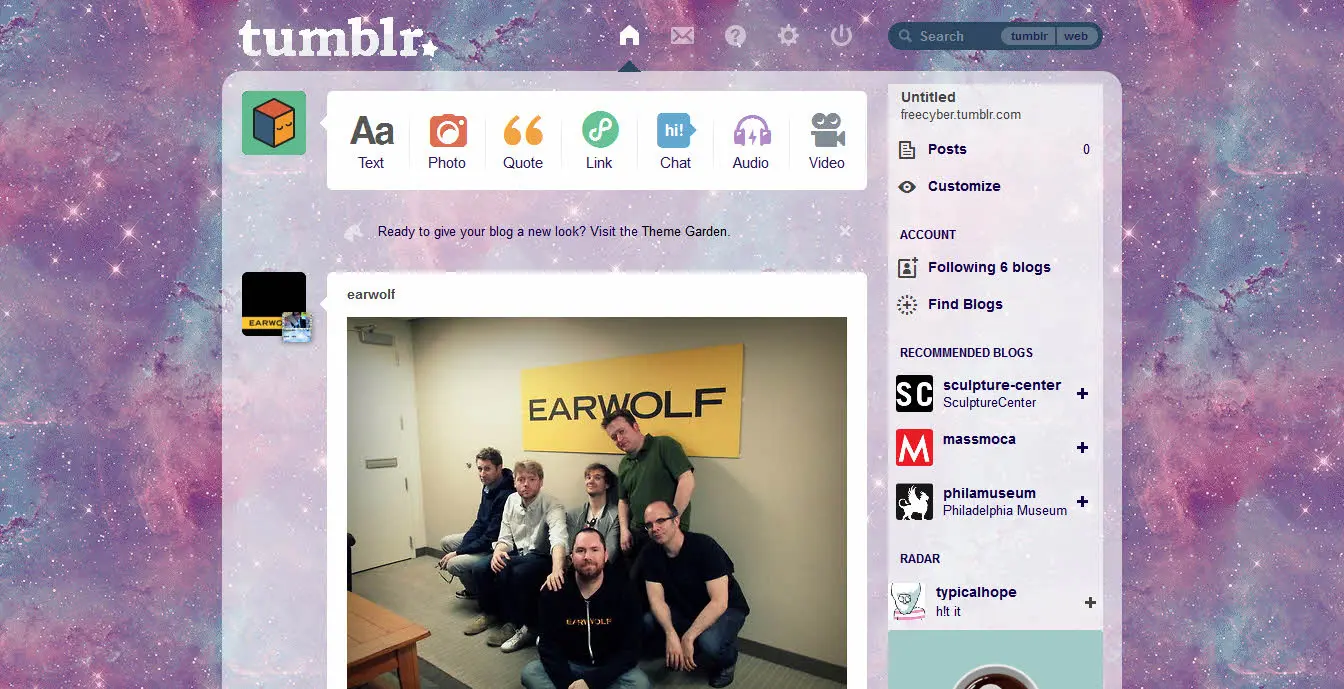 tumblr.
Search tumblr web
Aa
hi!
Text Photo Quote Link Chat Audio Video
Ready to give your blog a new look? Visit the Theme Garden.
EARWO
earwolf
EARWOLF
EARWOLF
Untitled
freecyber.tumblr.com
Posts 0
Customize
ACCOUNT
Following 6 blogs
Find Blogs
RECOMMENDED BLOGS
SC
sculpture-center
SculptureCenter
M
massmoca
philamuseum
Philadelphia Museum
RADAR
typicalhope
h!t it